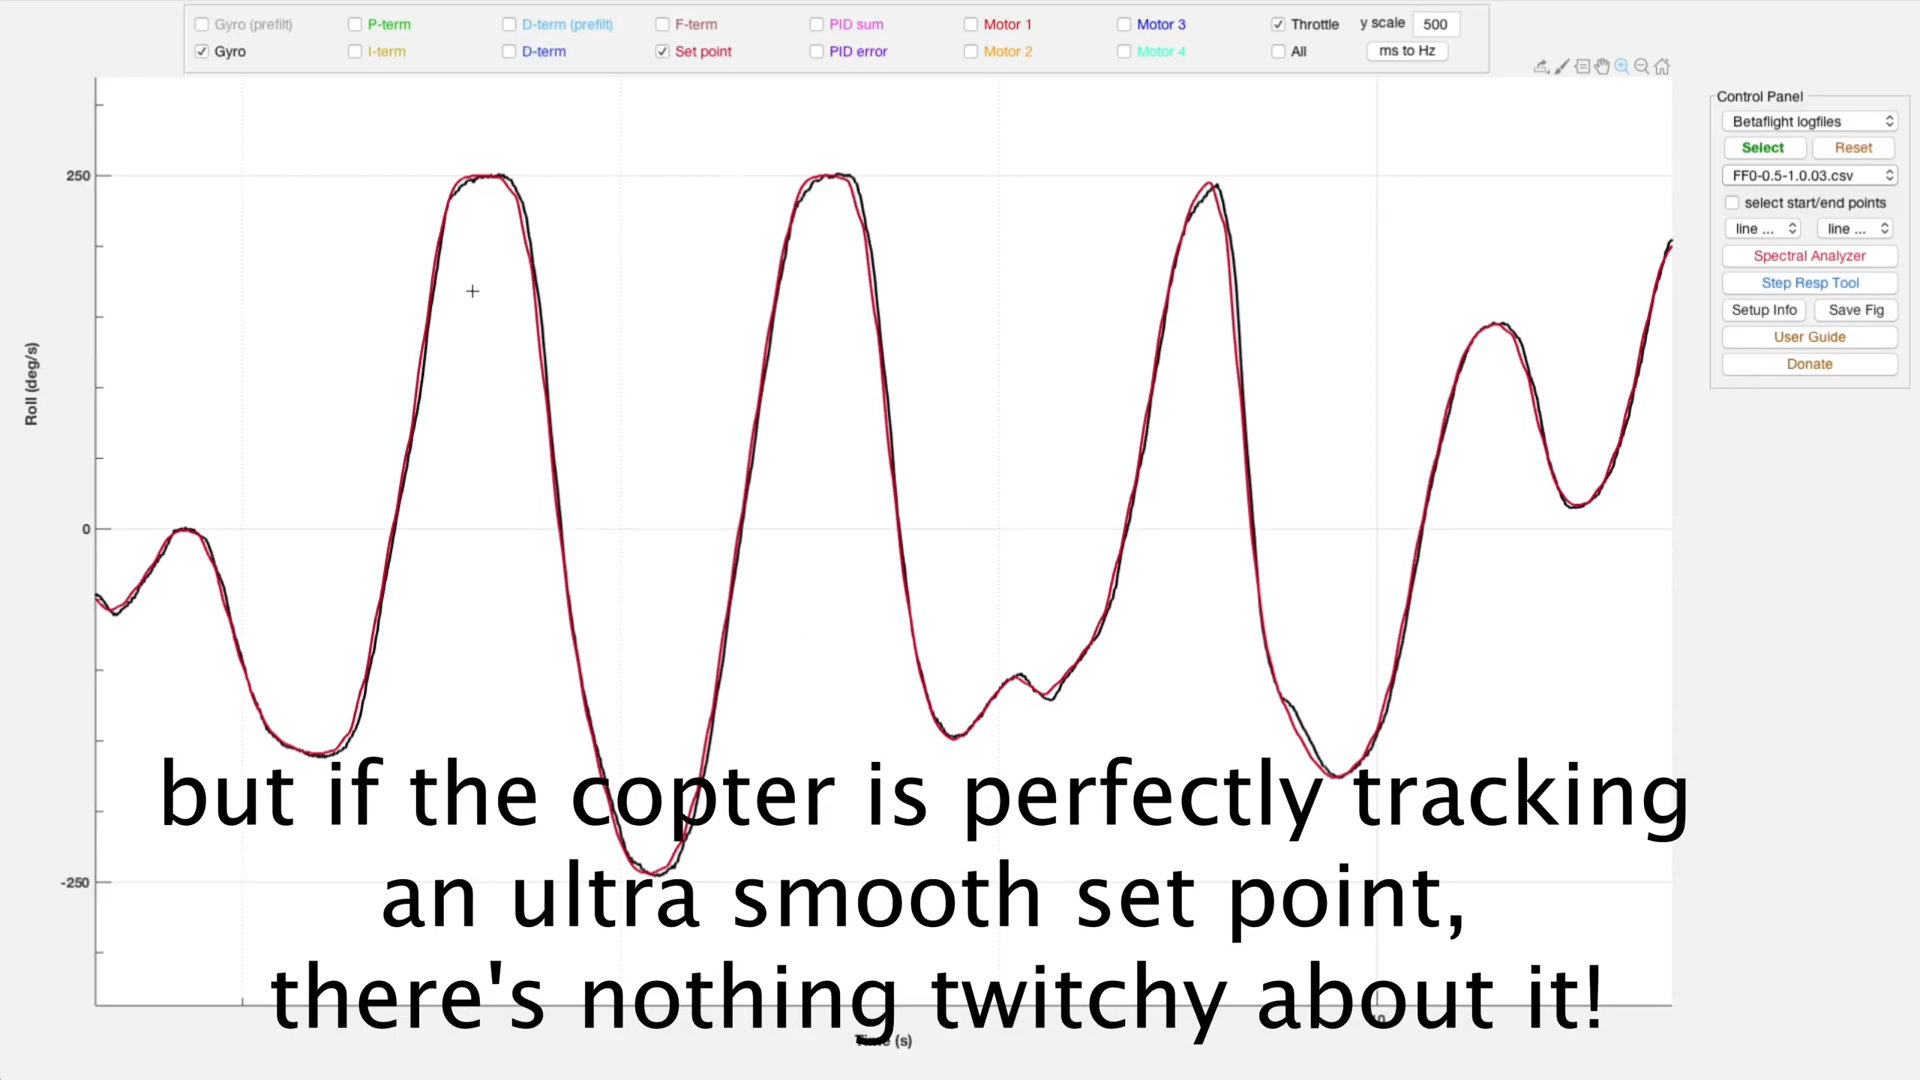 Gyro (prefilt) P-term D-term (prefilt) F-term PID sum Motor 1 Motor 3 Throttle y scale 500
Gyro I-term D-term Set point PID error Motor 2 Motor 4 All ms to Hz
Control Panel
Betaflight logfiles
Select Reset
FF0-0.5-1.0.03.csv
select start/end points
line ... line ...
Spectral Analyzer
Step Resp Tool
Setup Info Save Fig
User Guide
Donate
250
0
-250
Roll (deg/s)
but if the copter is perfectly tracking
an ultra smooth set point,
there's nothing twitchy about it!
Time (s)